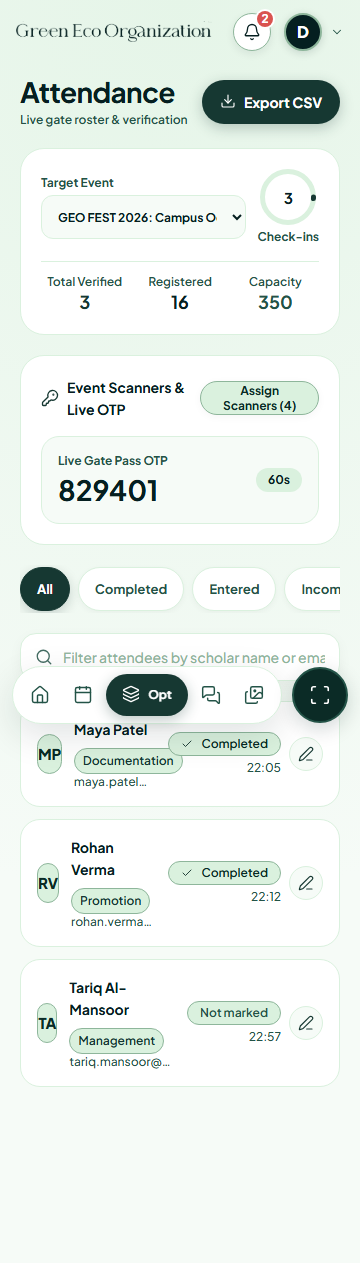 Green Eco Organization
2
D
Attendance
Live gate roster & verification
Export CSV
Target Event
GEO FEST 2026: Campus O
3
Check-ins
Total Verified
3
Registered
16
Capacity
350
Event Scanners &
Live OTP
Assign
Scanners (4)
Live Gate Pass OTP
829401
60s
All
Completed
Entered
Incom
Filter attendees by scholar name or ema
Opt
MP
Maya Patel
Documentation
maya.patel...
Completed
22:05
RV
Rohan
Verma
Promotion
rohan.verma...
Completed
22:12
TA
Tariq Al-
Mansoor
Management
tariq.mansoor@...
Not marked
22:57